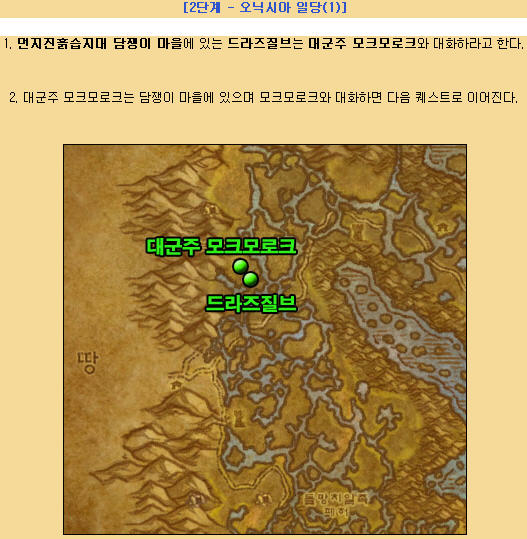 [2단계 - 오닉시아 일당(1)]
1. 먼지진흙습지대 담쟁이 마을에 있는 드라즈질브는 대군주 모크모로크와 대화하라고 한다.
2. 대군주 모크모로크는 담쟁이 마을에 있으며 모크모로크와 대화하면 다음 퀘스트로 이어진다.
대군주 모크모로크
드라즈질브
땅
폐허